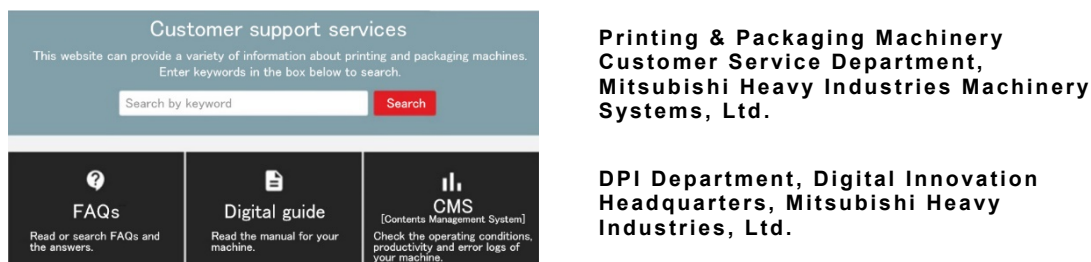 Customer support services
This website can provide a variety of information about printing and packaging machines.
Enter keywords in the box below to search.
Search by keyword
Search
FAQs
Read or search FAQs and
the answers.
Digital guide
Read the manual for your
machine.
CMS
[Contents Management System]
Check the operating conditions,
productivity and error logs of
your machine.
Printing & Packaging Machinery
Customer Service Department,
Mitsubishi Heavy Industries Machinery
Systems, Ltd.
DPI Department, Digital Innovation
Headquarters, Mitsubishi Heavy
Industries, Ltd.